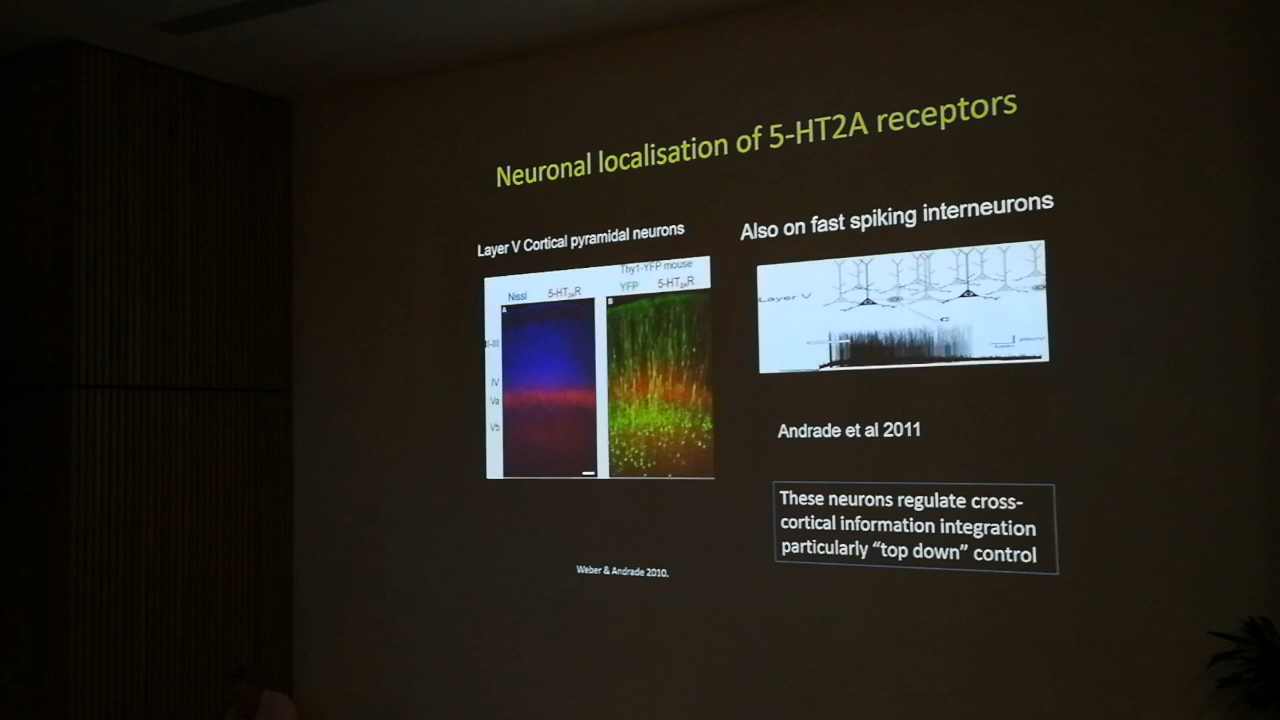 Neuronal localisation of 5-HT2A receptors
Layer V Cortical pyramidal neurons
Thy1-YFP mouse
Nissl 5-HT₂ₐR
YFP 5-HT₂ₐR
A
B
II-III
IV
Va
Vb
Weber & Andrade 2010.
Also on fast spiking interneurons
Layer V
C
Andrade et al 2011
These neurons regulate cross-
cortical information integration
particularly “top down” control